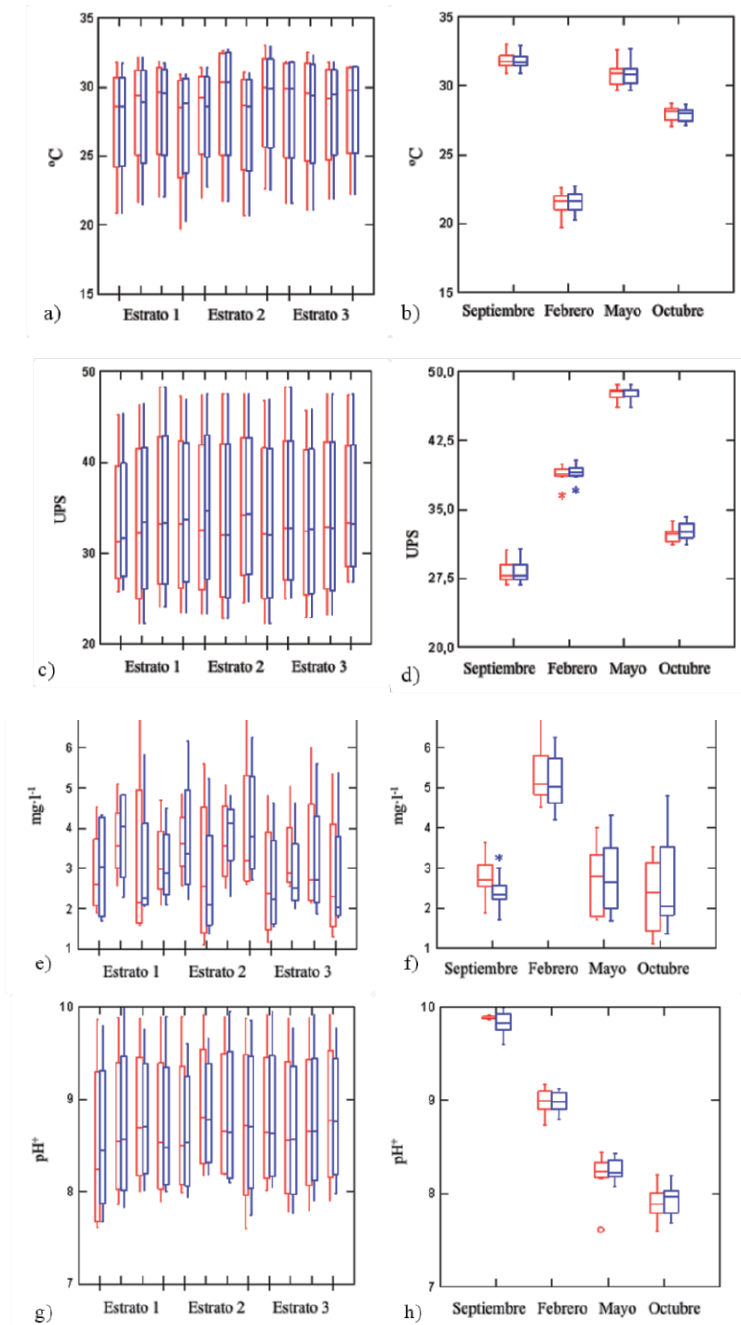 35
30
ºC
25
20
15
a)
Estrato 1
Estrato 2
Estrato 3
35
30
ºC
25
20
15
b)
Septiembre
Febrero
Mayo
Octubre
50
40
UPS
30
20
c)
Estrato 1
Estrato 2
Estrato 3
50,0
42,5
35,0
UPS
27,5
20,0
d)
Septiembre
Febrero
Mayo
Octubre
6
5
mg·l⁻¹
4
3
2
1
e)
Estrato 1
Estrato 2
Estrato 3
6
5
mg·l⁻¹
4
3
2
1
f)
Septiembre
Febrero
Mayo
Octubre
10
9
pH⁺
8
7
g)
Estrato 1
Estrato 2
Estrato 3
10
9
pH⁺
8
7
h)
Septiembre
Febrero
Mayo
Octubre